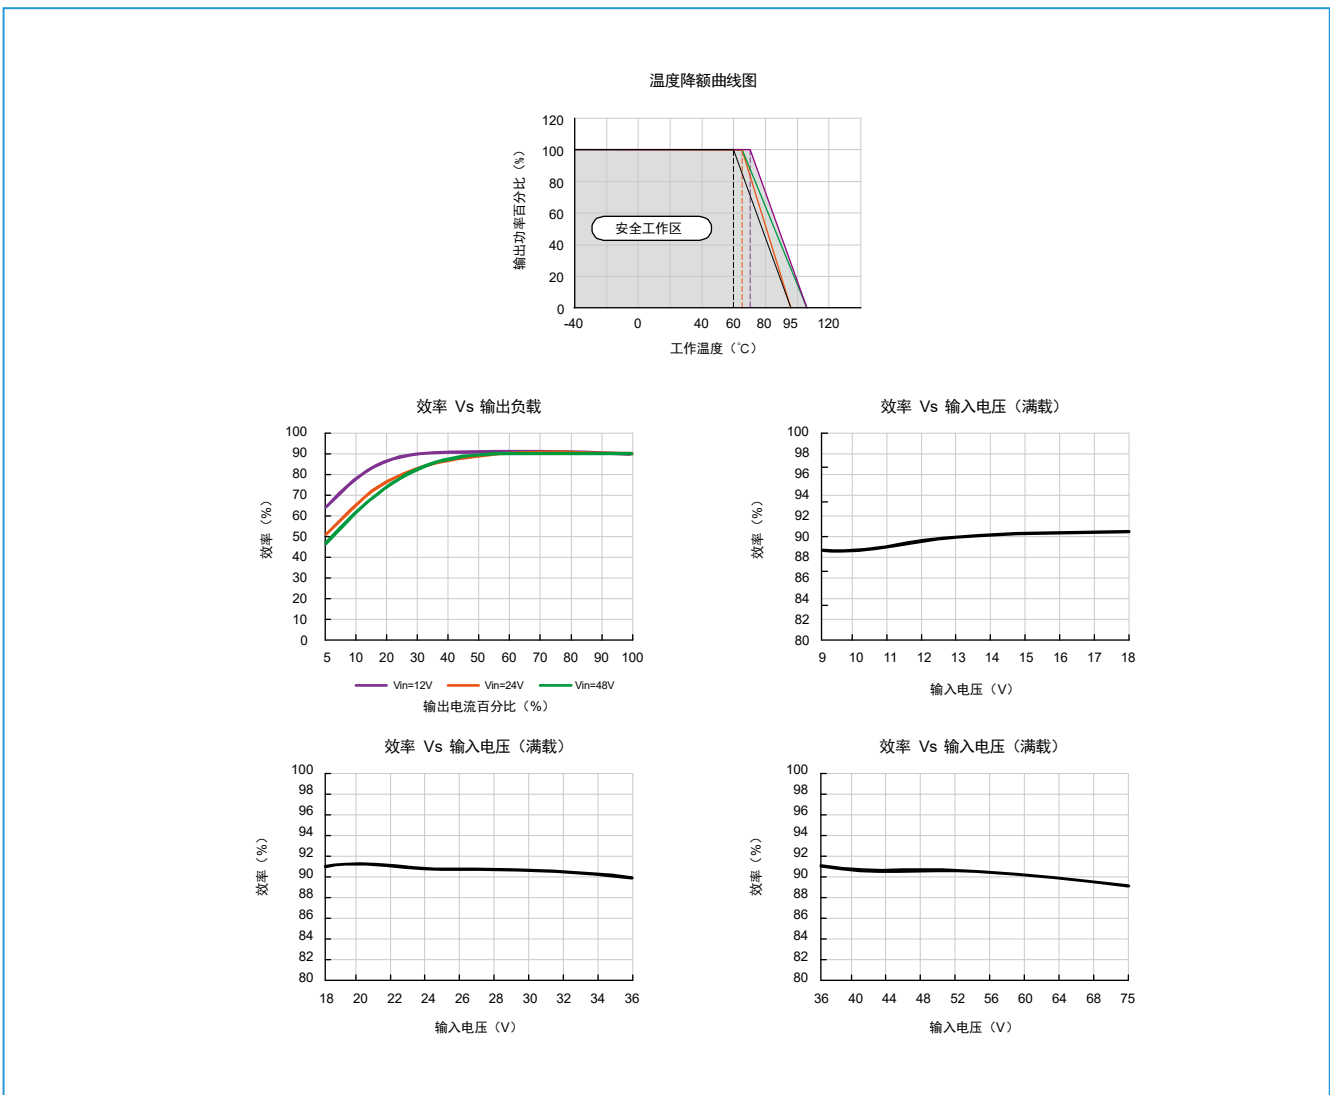 温度降额曲线图
120
100
80
60
40
20
0
输出功率百分比（%）
安全工作区
-40 0 40 60 80 95 120
工作温度（℃）
效率 Vs 输出负载
100
90
80
70
60
50
40
30
20
10
0
效率（%）
5 10 20 30 40 50 60 70 80 90 100
Vin=12V Vin=24V Vin=48V
输出电流百分比（%）
效率 Vs 输入电压（满载）
100
98
96
94
92
90
88
86
84
82
80
效率（%）
9 10 11 12 13 14 15 16 17 18
输入电压（V）
效率 Vs 输入电压（满载）
100
98
96
94
92
90
88
86
84
82
80
效率（%）
18 20 22 24 26 28 30 32 34 36
输入电压（V）
效率 Vs 输入电压（满载）
100
98
96
94
92
90
88
86
84
82
80
效率（%）
36 40 44 48 52 56 60 64 68 75
输入电压（V）